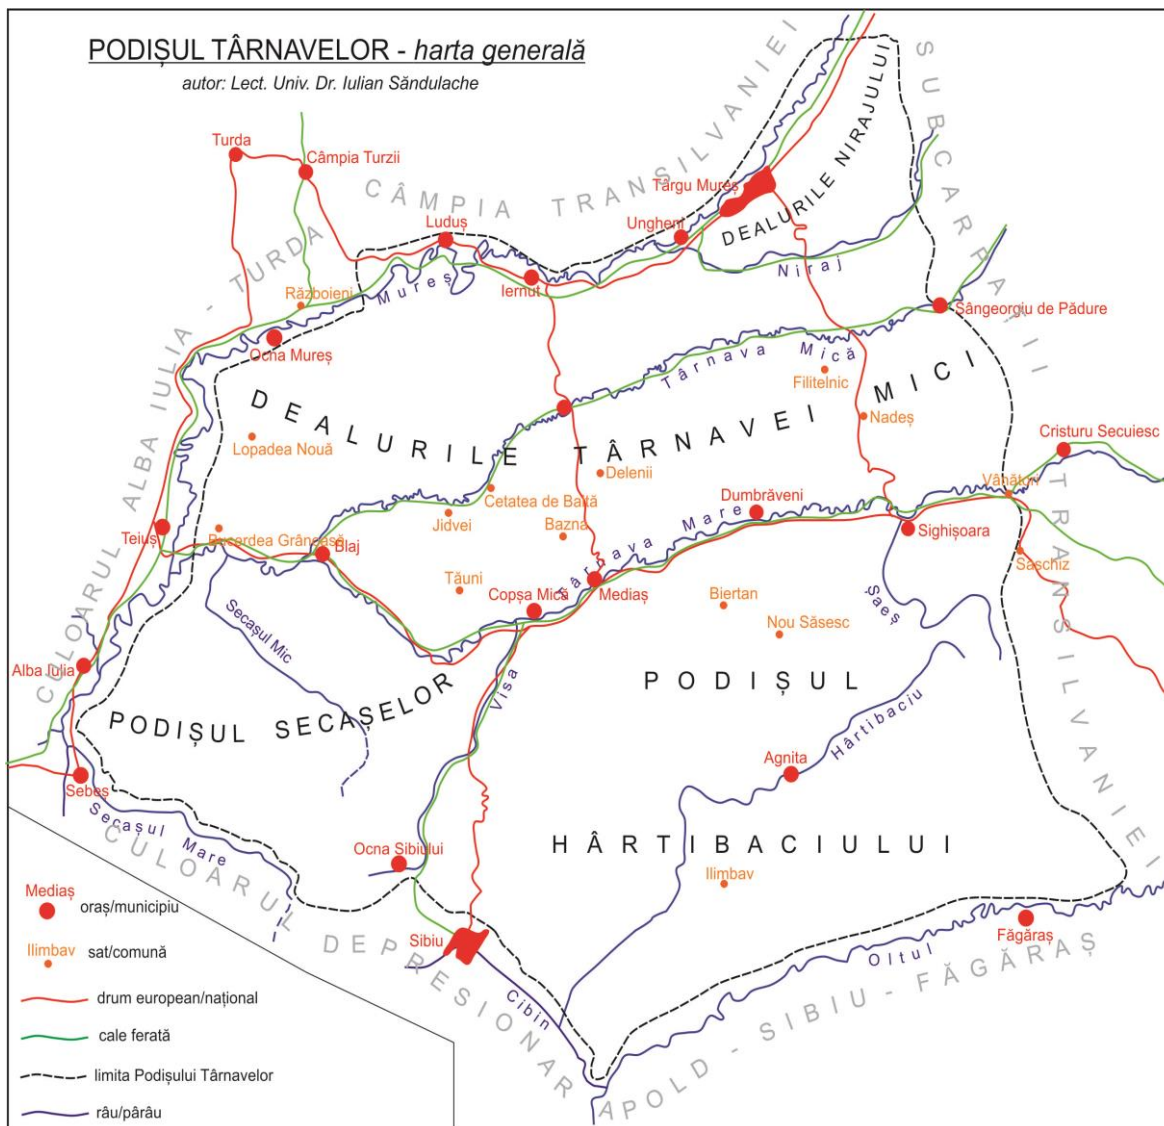 PODIȘUL TÂRNAVELOR - harta generală
autor: Lect. Univ. Dr. Iulian Săndulache
CÂMPIA TRANSILVANIEI
SUBCARPAȚII TRANSILVANIEI
DEALURILE NIRAJULUI
Turda
Câmpia Turzii
Târgu Mureș
Luduș
Ungheni
CULOARUL ALBA IULIA - TURDA
Niraj
Mureș
Iernut
Războieni
Sângeorgiu de Pădure
Ocna Mureș
Târnava Mică
Filitelnic
DEALURILE TÂRNAVEI MICI
Nadeș
Lopadea Nouă
Cristuru Secuiesc
Delenii
Vânători
Cetatea de Baltă
Dumbrăveni
Jidvei
Bazna
Târnava Mare
Sighișoara
Teiuș
Bucerdea Grânoasă
Blaj
Saschiz
Tăuni
Copșa Mică
Mediaș
Biertan
Șaeș
Secașul Mic
Nou Săsesc
Alba Iulia
Visa
PODIȘUL
PODIȘUL SECAȘELOR
Hârtibaciu
Agnita
Sebeș
Secașul Mare
HÂRTIBACIULUI
Ocna Sibiului
Ilimbav
CULOARUL DEPRESIONAR APOLD - SIBIU - FĂGĂRAȘ
Făgăraș
Sibiu
Oltul
Cibin
Mediaș
oraș/municipiu
Ilimbav
sat/comună
drum european/național
cale ferată
limita Podișului Târnavelor
râu/pârâu